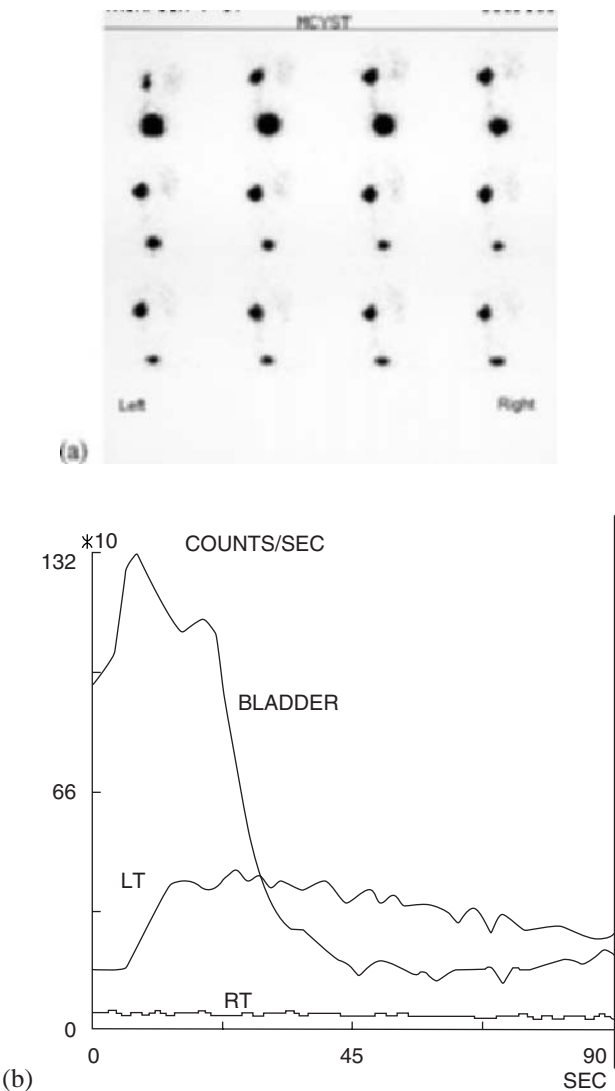 MCYST
Left Right
(a)
132 *10 COUNTS/SEC
BLADDER
66
LT
RT
0
0 45 90
(b) SEC